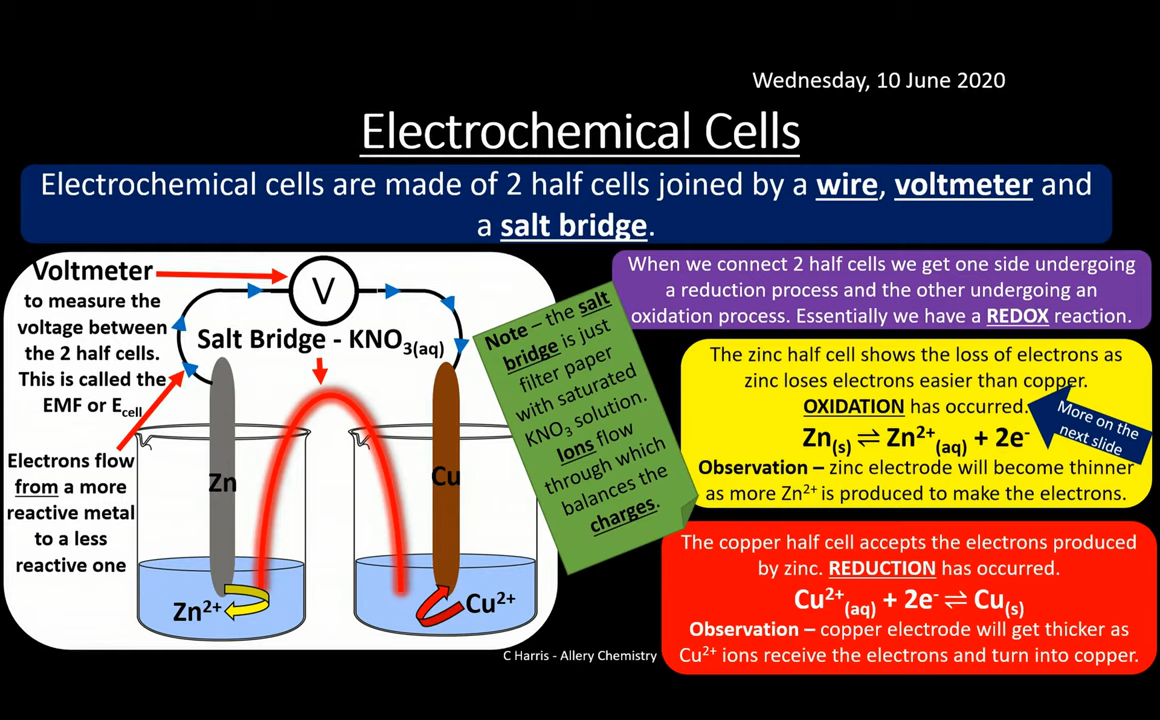 Wednesday, 10 June 2020
Electrochemical Cells
Electrochemical cells are made of 2 half cells joined by a wire, voltmeter and
a salt bridge.
Voltmeter
to measure the
voltage between
the 2 half cells.
This is called the
EMF or Ecell
Electrons flow
from a more
reactive metal
to a less
reactive one
V
Salt Bridge - KNO3(aq)
Zn
Cu
Zn2+
Cu2+
Note – the salt
bridge is just
filter paper
with saturated
KNO3 solution.
Ions flow
through which
balances the
charges.
When we connect 2 half cells we get one side undergoing
a reduction process and the other undergoing an
oxidation process. Essentially we have a REDOX reaction.
The zinc half cell shows the loss of electrons as
zinc loses electrons easier than copper.
OXIDATION has occurred.
Zn(s) ⇌ Zn2+(aq) + 2e-
Observation – zinc electrode will become thinner
as more Zn2+ is produced to make the electrons.
More on the
next slide
The copper half cell accepts the electrons produced
by zinc. REDUCTION has occurred.
Cu2+(aq) + 2e- ⇌ Cu(s)
Observation – copper electrode will get thicker as
Cu2+ ions receive the electrons and turn into copper.
C Harris - Allery Chemistry